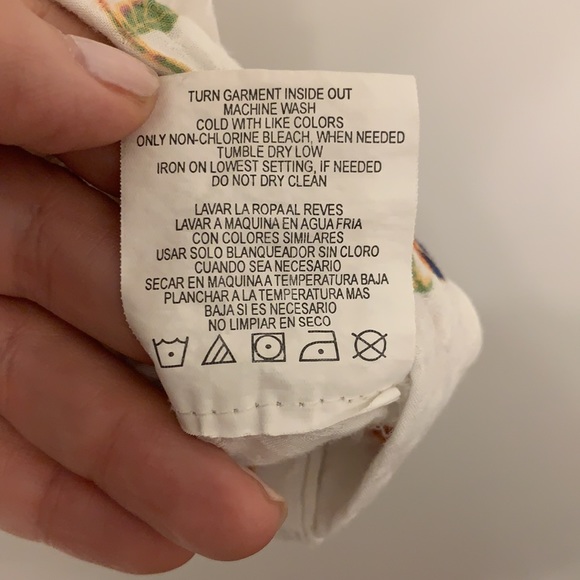 TURN GARMENT INSIDE OUT
MACHINE WASH
COLD WITH LIKE COLORS
ONLY NON-CHLORINE BLEACH, WHEN NEEDED
TUMBLE DRY LOW
IRON ON LOWEST SETTING, IF NEEDED
DO NOT DRY CLEAN
LAVAR LA ROPA AL REVES
LAVAR A MAQUINA EN AGUA FRIA
CON COLORES SIMILARES
USAR SOLO BLANQUEADOR SIN CLORO
CUANDO SEA NECESARIO
SECAR EN MAQUINA A TEMPERATURA BAJA
PLANCHAR A LA TEMPERATURA MAS
BAJA SI ES NECESARIO
NO LIMPIAR EN SECO